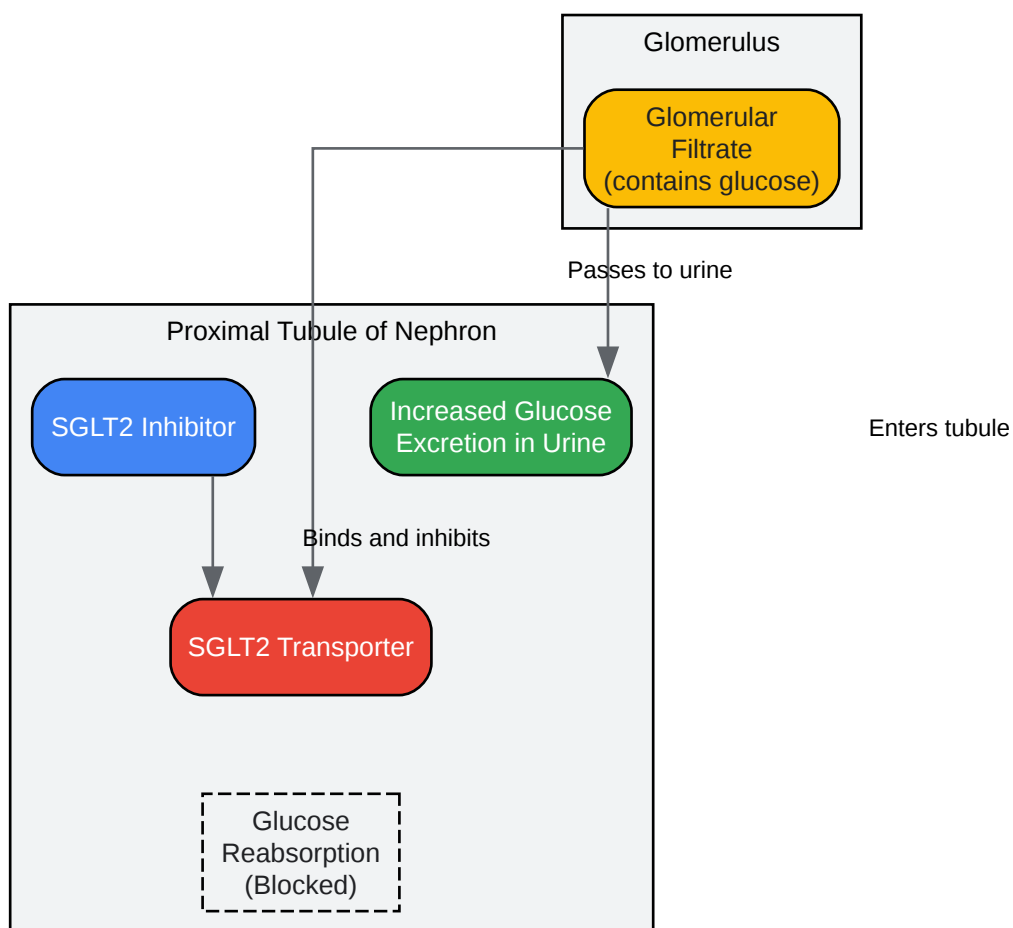 Glomerulus
Glomerular
Filtrate
(contains glucose)
Passes to urine
Proximal Tubule of Nephron
SGLT2 Inhibitor
Increased Glucose
Excretion in Urine
Enters tubule
Binds and inhibits
SGLT2 Transporter
Glucose
Reabsorption
(Blocked)